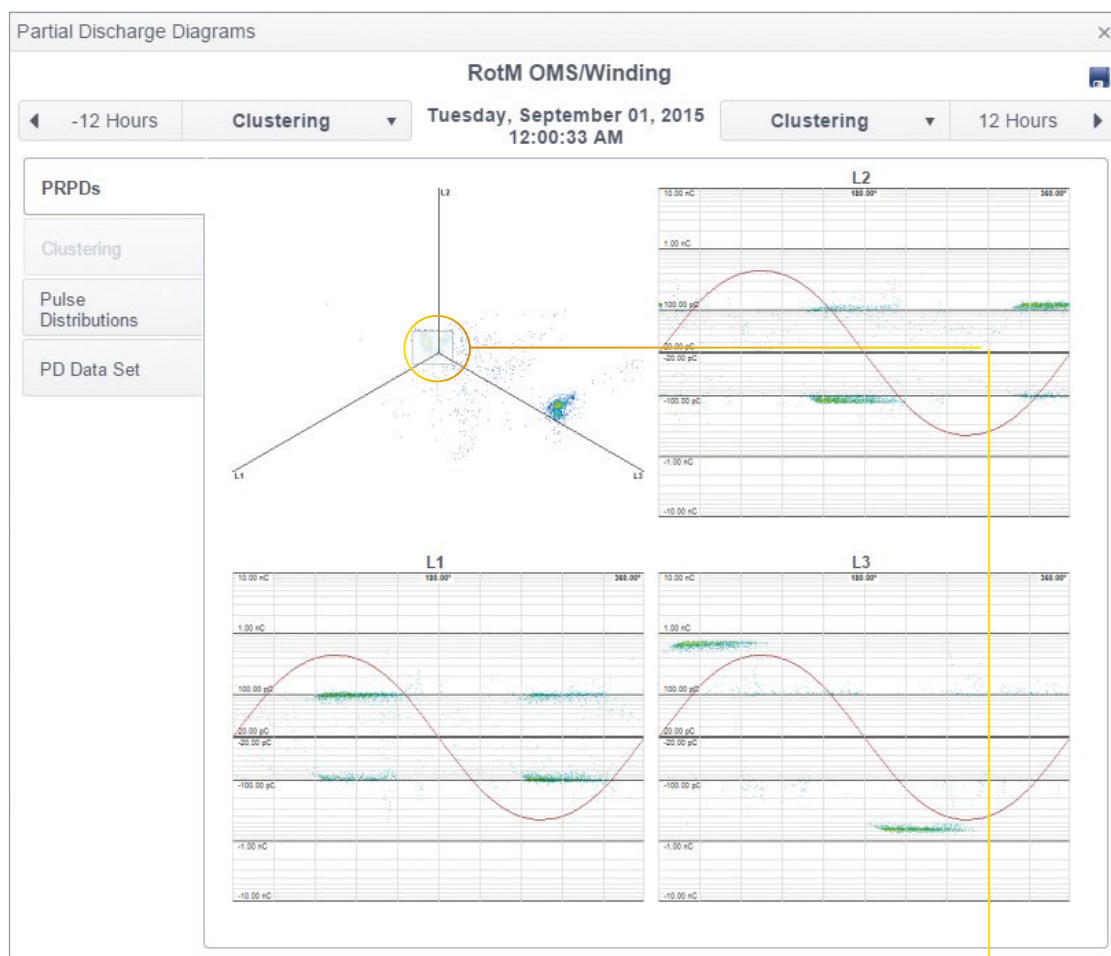 Partial Discharge Diagrams
RotM OMS/Winding
-12 Hours
Clustering
Tuesday, September 01, 2015
12:00:33 AM
Clustering
12 Hours
PRPDs
Clustering
Pulse
Distributions
PD Data Set
L2
L1
L3
L2
10.00 nC
180.00°
360.00°
1.00 nC
100.00 pC
20.00 pC
-20.00 pC
-100.00 pC
-1.00 nC
-10.00 nC
L1
10.00 nC
180.00°
360.00°
1.00 nC
100.00 pC
20.00 pC
-20.00 pC
-100.00 pC
-1.00 nC
-10.00 nC
L3
10.00 nC
180.00°
360.00°
1.00 nC
100.00 pC
20.00 pC
-20.00 pC
-100.00 pC
-1.00 nC
-10.00 nC